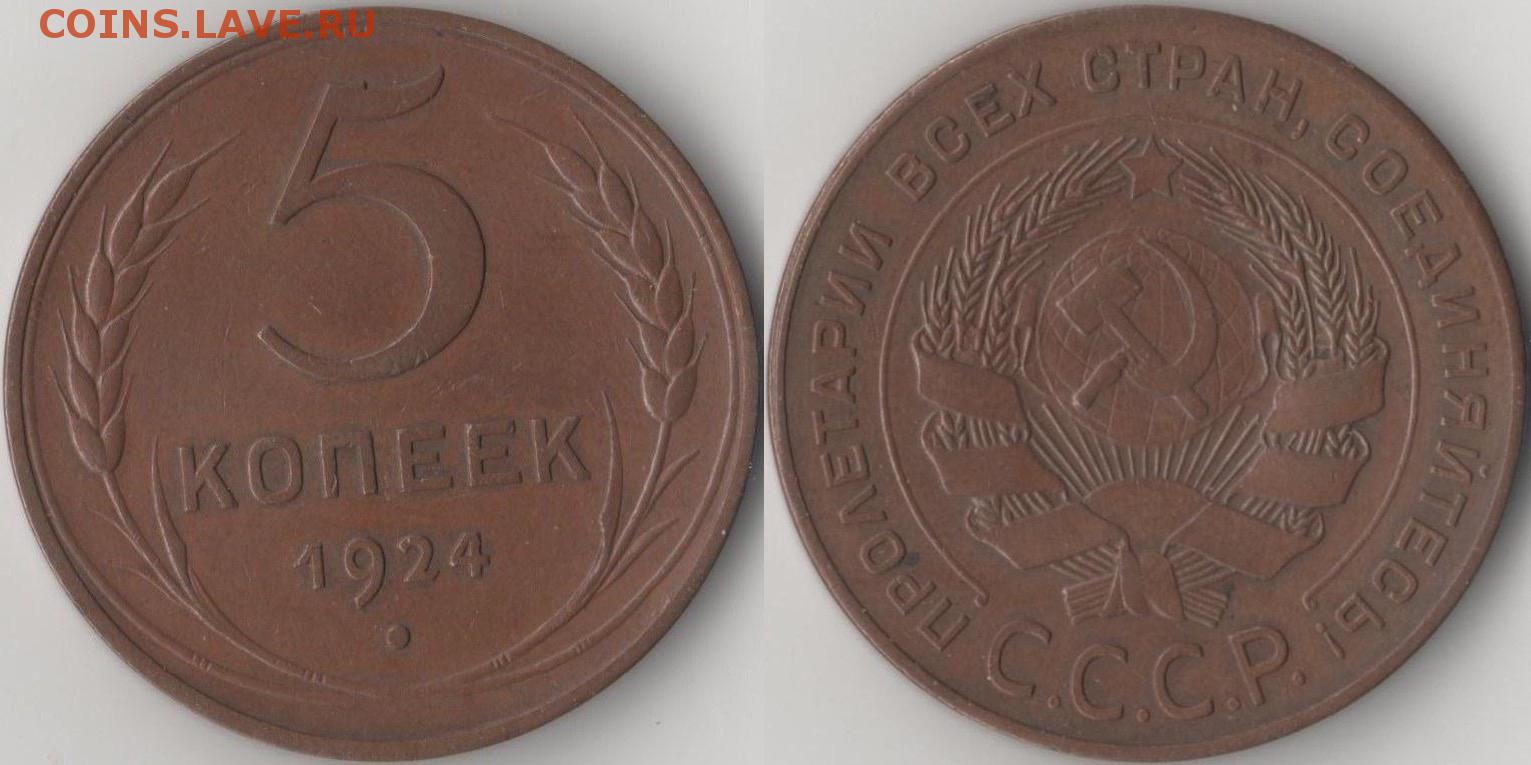 COINS.LAVE.RU
5
КОПЕЕК
1924
ПРОЛЕТАРИИ ВСЕХ СТРАН, СОЕДИНЯЙТЕСЬ!
С.С.С.Р.